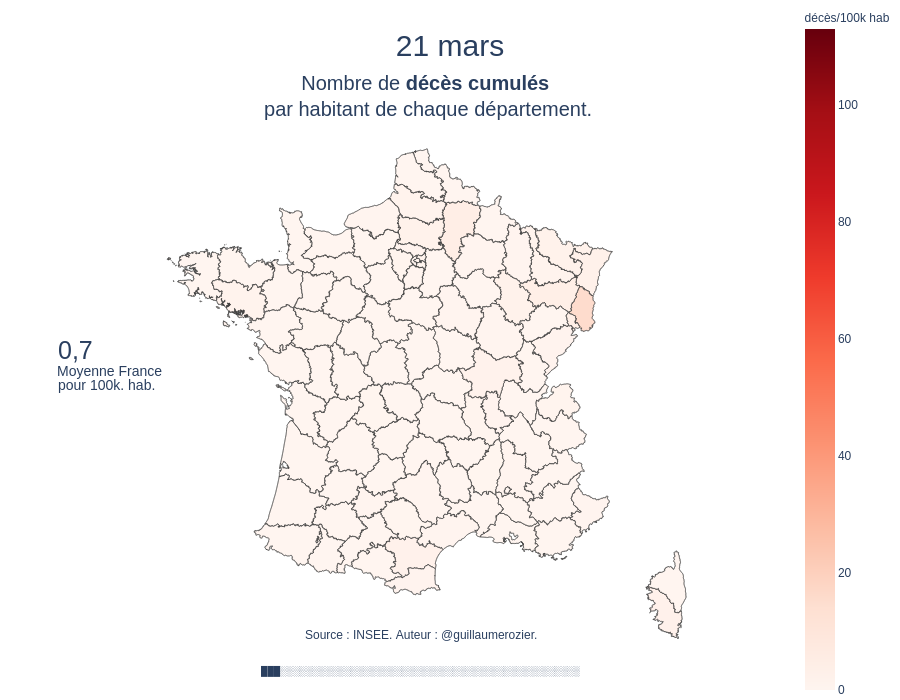 décès/100k hab
21 mars
Nombre de décès cumulés
par habitant de chaque département.
100
80
60
40
20
0
0,7
Moyenne France
pour 100k. hab.
Source : INSEE. Auteur : @guillaumerozier.